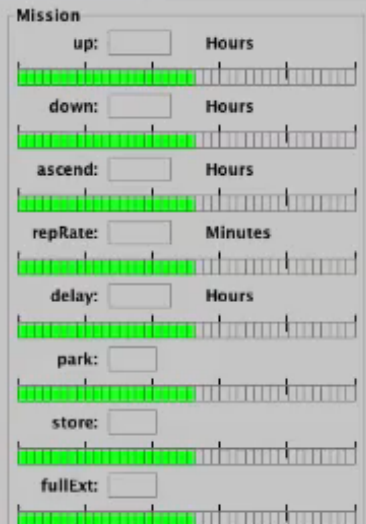 Mission
up: Hours
down: Hours
ascend: Hours
repRate: Minutes
delay: Hours
park:
store:
fullExt: